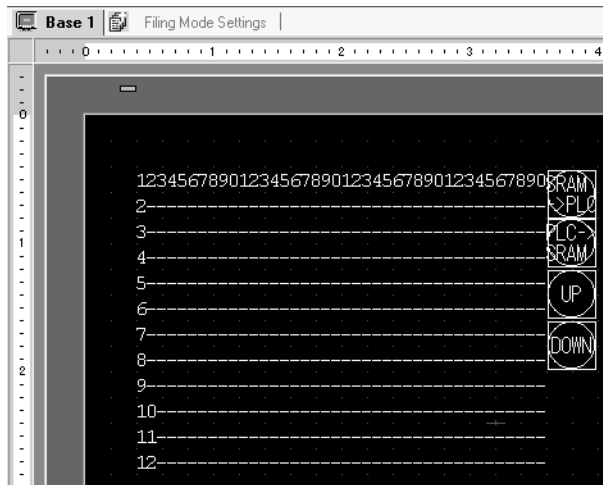 Base 1 Filing Mode Settings
0 1 2 3 4
0
1
2
1234567890123456789012345678901234567890
2--------------------------------------
3--------------------------------------
4--------------------------------------
5--------------------------------------
6--------------------------------------
7--------------------------------------
8--------------------------------------
9--------------------------------------
10-------------------------------------
11-------------------------------------
12-------------------------------------
SRAM
->PLC
PLC->
SRAM
UP
DOWN